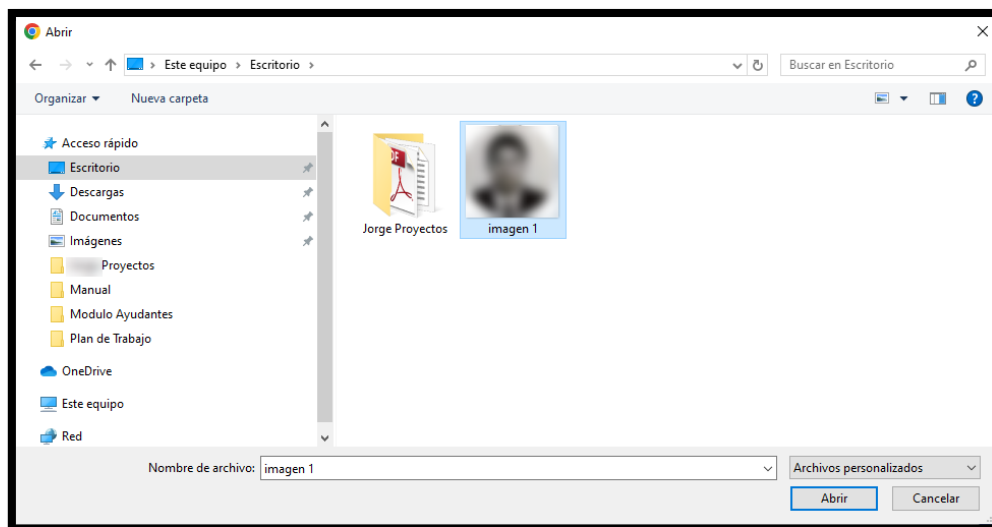 Abrir
Este equipo > Escritorio >
Buscar en Escritorio
Organizar
Nueva carpeta
Acceso rápido
Escritorio
Descargas
Documentos
Imágenes
Proyectos
Manual
Modulo Ayudantes
Plan de Trabajo
OneDrive
Este equipo
Red
PDF
Jorge Proyectos
imagen 1
Nombre de archivo: imagen 1
Archivos personalizados
Abrir
Cancelar